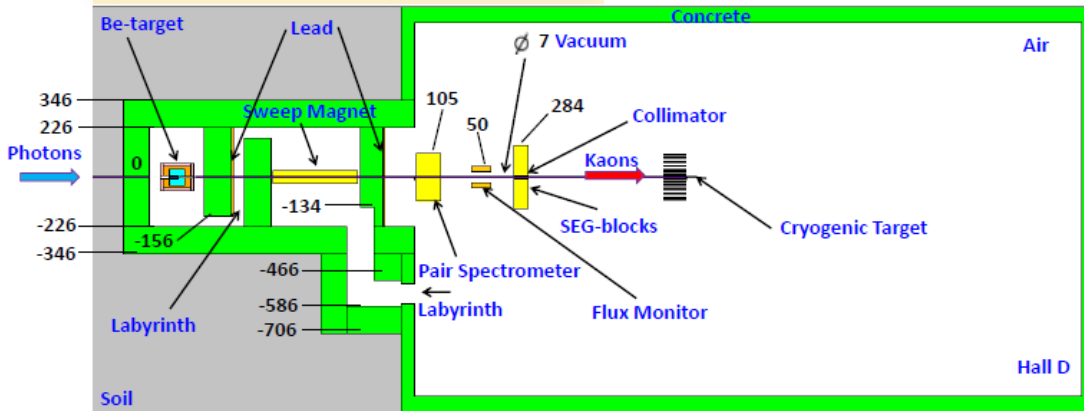 Concrete
Be-target
Lead
⌀ 7 Vacuum
Air
346
226
Sweep Magnet
105
284
50
Collimator
Photons
0
Kaons
-134
-226
-156
SEG-blocks
Cryogenic Target
-346
-466
Pair Spectrometer
-586
Labyrinth
Labyrinth
Flux Monitor
-706
Hall D
Soil